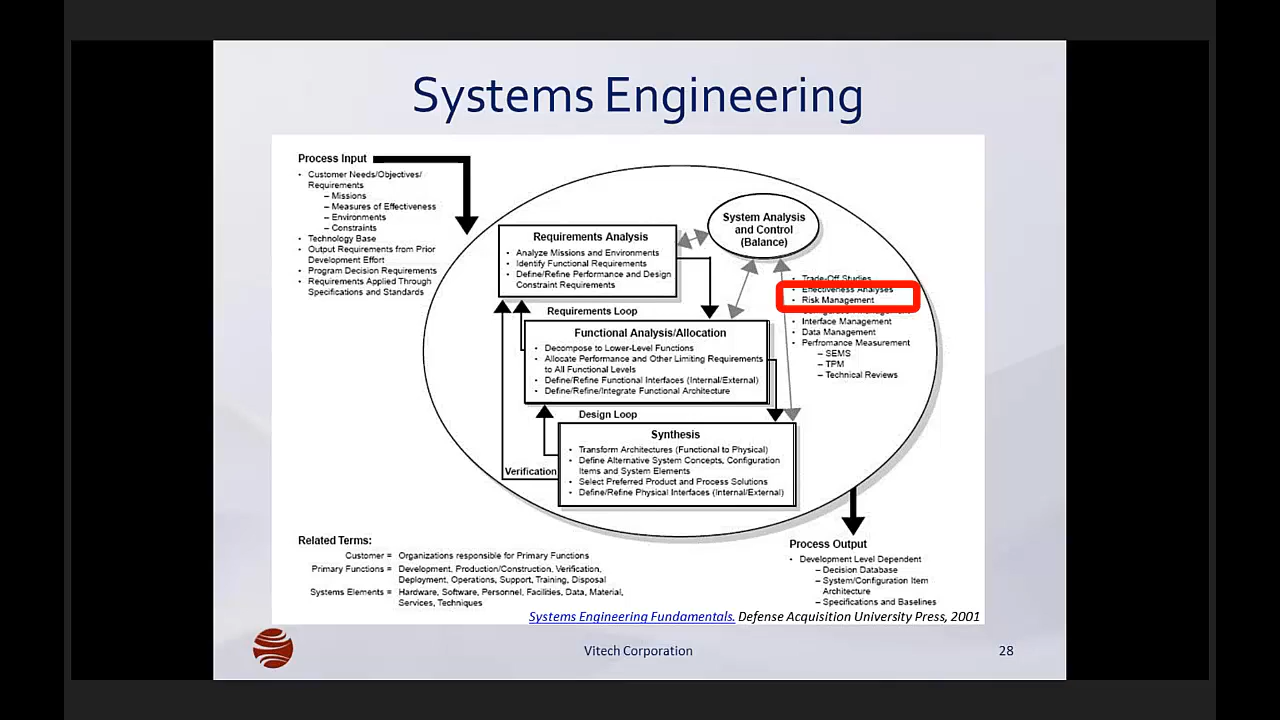 Systems Engineering
Process Input
• Customer Needs/Objectives/
Requirements
– Missions
– Measures of Effectiveness
– Environments
– Constraints
• Technology Base
• Output Requirements from Prior
Development Effort
• Program Decision Requirements
• Requirements Applied Through
Specifications and Standards
System Analysis
and Control
(Balance)
Requirements Analysis
• Analyze Missions and Environments
• Identify Functional Requirements
• Define/Refine Performance and Design
Constraint Requirements
• Trade-Off Studies
• Effectiveness Analyses
• Risk Management
• Interface Management
• Data Management
• Perfromance Measurement
– SEMS
– TPM
– Technical Reviews
Requirements Loop
Functional Analysis/Allocation
• Decompose to Lower-Level Functions
• Allocate Performance and Other Limiting Requirements
to All Functional Levels
• Define/Refine Functional Interfaces (Internal/External)
• Define/Refine/Integrate Functional Architecture
Design Loop
Synthesis
• Transform Architectures (Functional to Physical)
• Define Alternative System Concepts, Configuration
Items and System Elements
• Select Preferred Product and Process Solutions
• Define/Refine Physical Interfaces (Internal/External)
Verification
Related Terms:
Customer = Organizations responsible for Primary Functions
Primary Functions = Development, Production/Construction, Verification,
Deployment, Operations, Support, Training, Disposal
Systems Elements = Hardware, Software, Personnel, Facilities, Data, Material,
Services, Techniques
Process Output
• Development Level Dependent
– Decision Database
– System/Configuration Item
Architecture
– Specifications and Baselines
Systems Engineering Fundamentals. Defense Acquisition University Press, 2001
Vitech Corporation
28